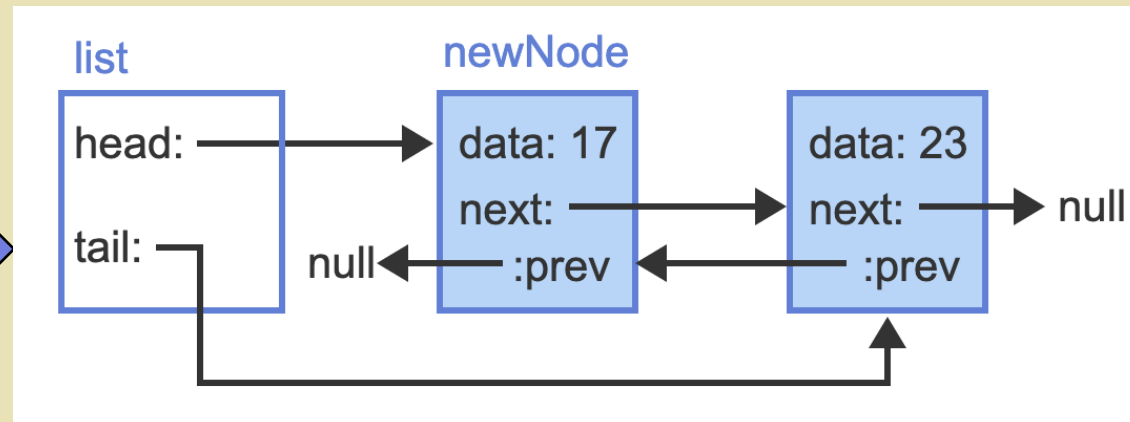 list
newNode
head:
data: 17
data: 23
next:
next:
null
tail:
null
:prev
:prev